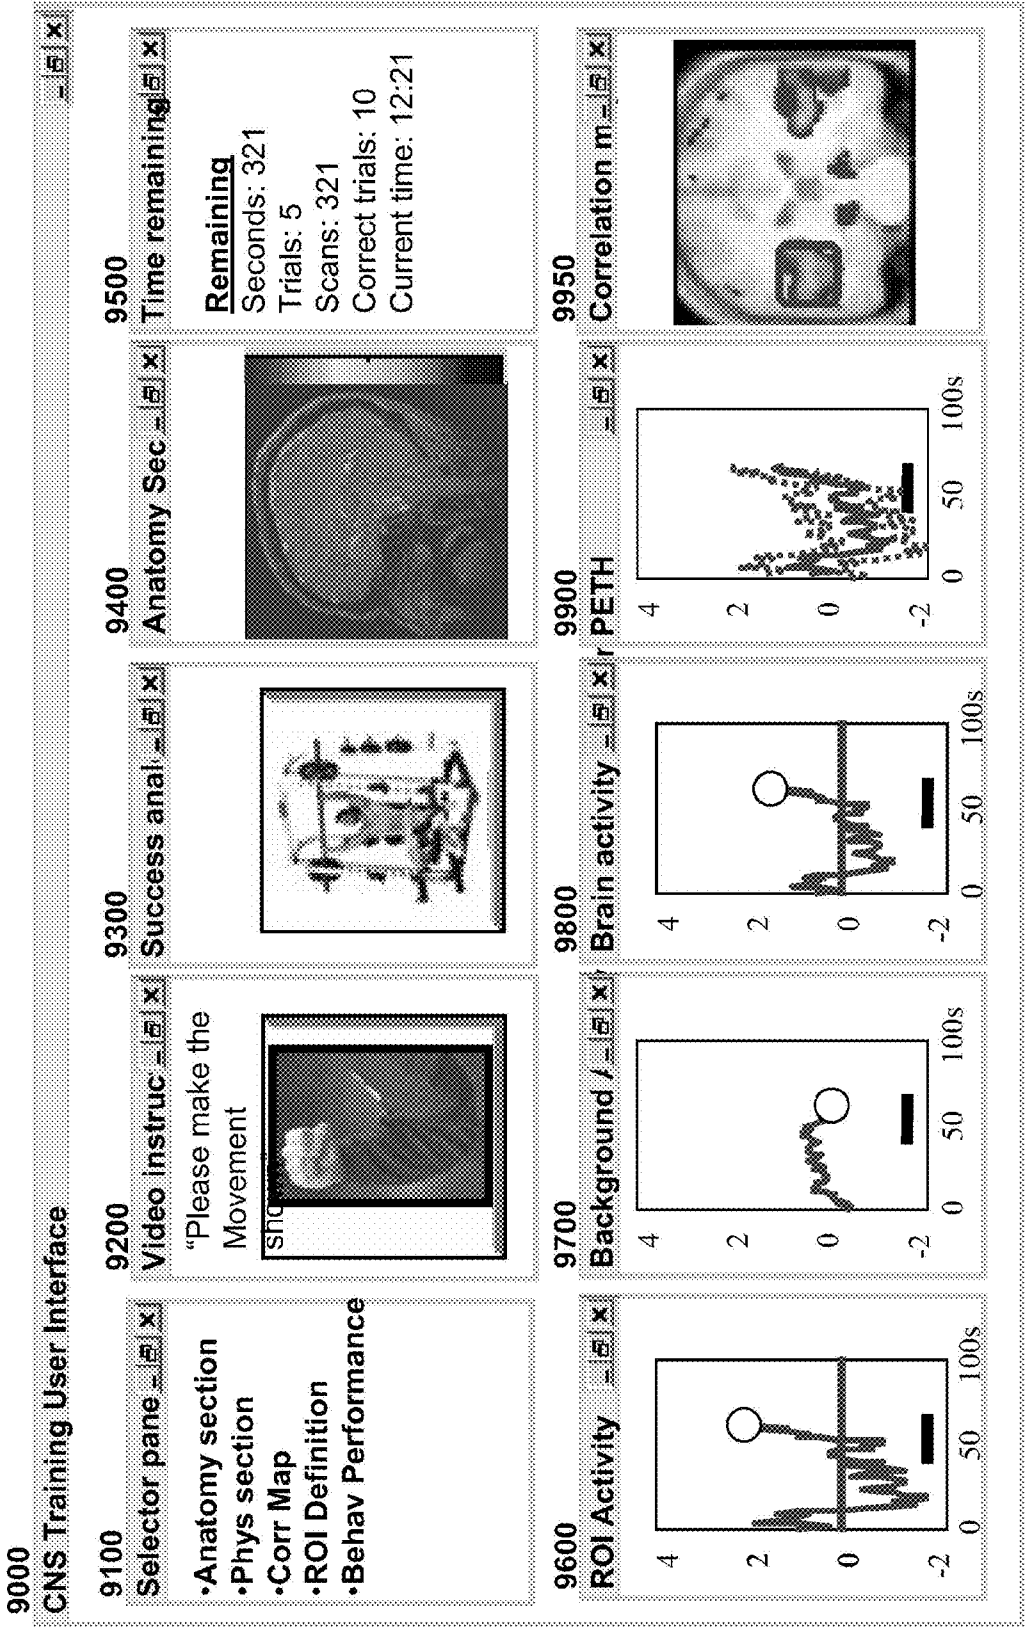 9000
CNS Training User Interface
9100
Selector pane
•Anatomy section
•Phys section
•Corr Map
•ROI Definition
•Behav Performance
9200
Video instruc
“Please make the
Movement
9300
Success anal
9400
Anatomy Sec
9500
Time remaining
Remaining
Seconds: 321
Trials: 5
Scans: 321
Correct trials: 10
Current time: 12:21
9600
ROI Activity
4
2
0
-2
0 50 100s
9700
Background
4
2
0
-2
0 50 100s
9800
Brain activity
4
2
0
-2
0 50 100s
9900
r PETH
4
2
0
-2
0 50 100s
9950
Correlation m